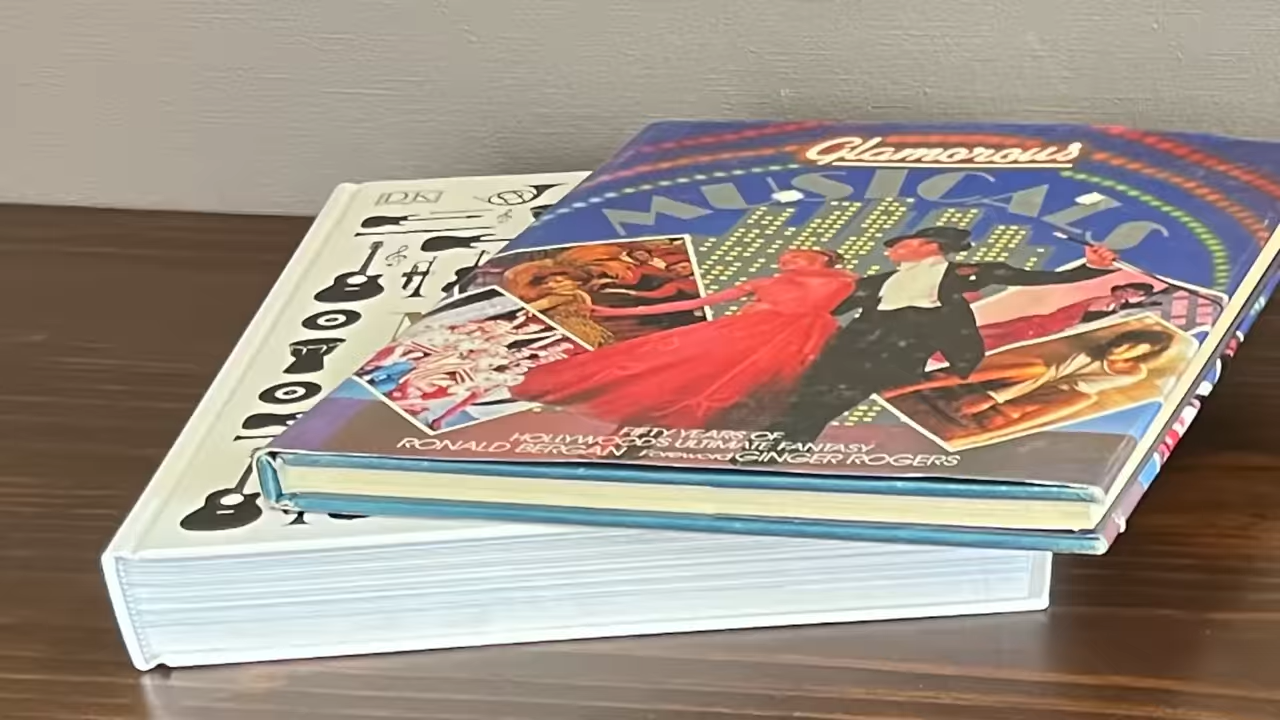 DK
Glamorous
MUSICALS
FIFTY YEARS OF
HOLLYWOOD'S ULTIMATE FANTASY
RONALD BERGAN Foreword GINGER ROGERS